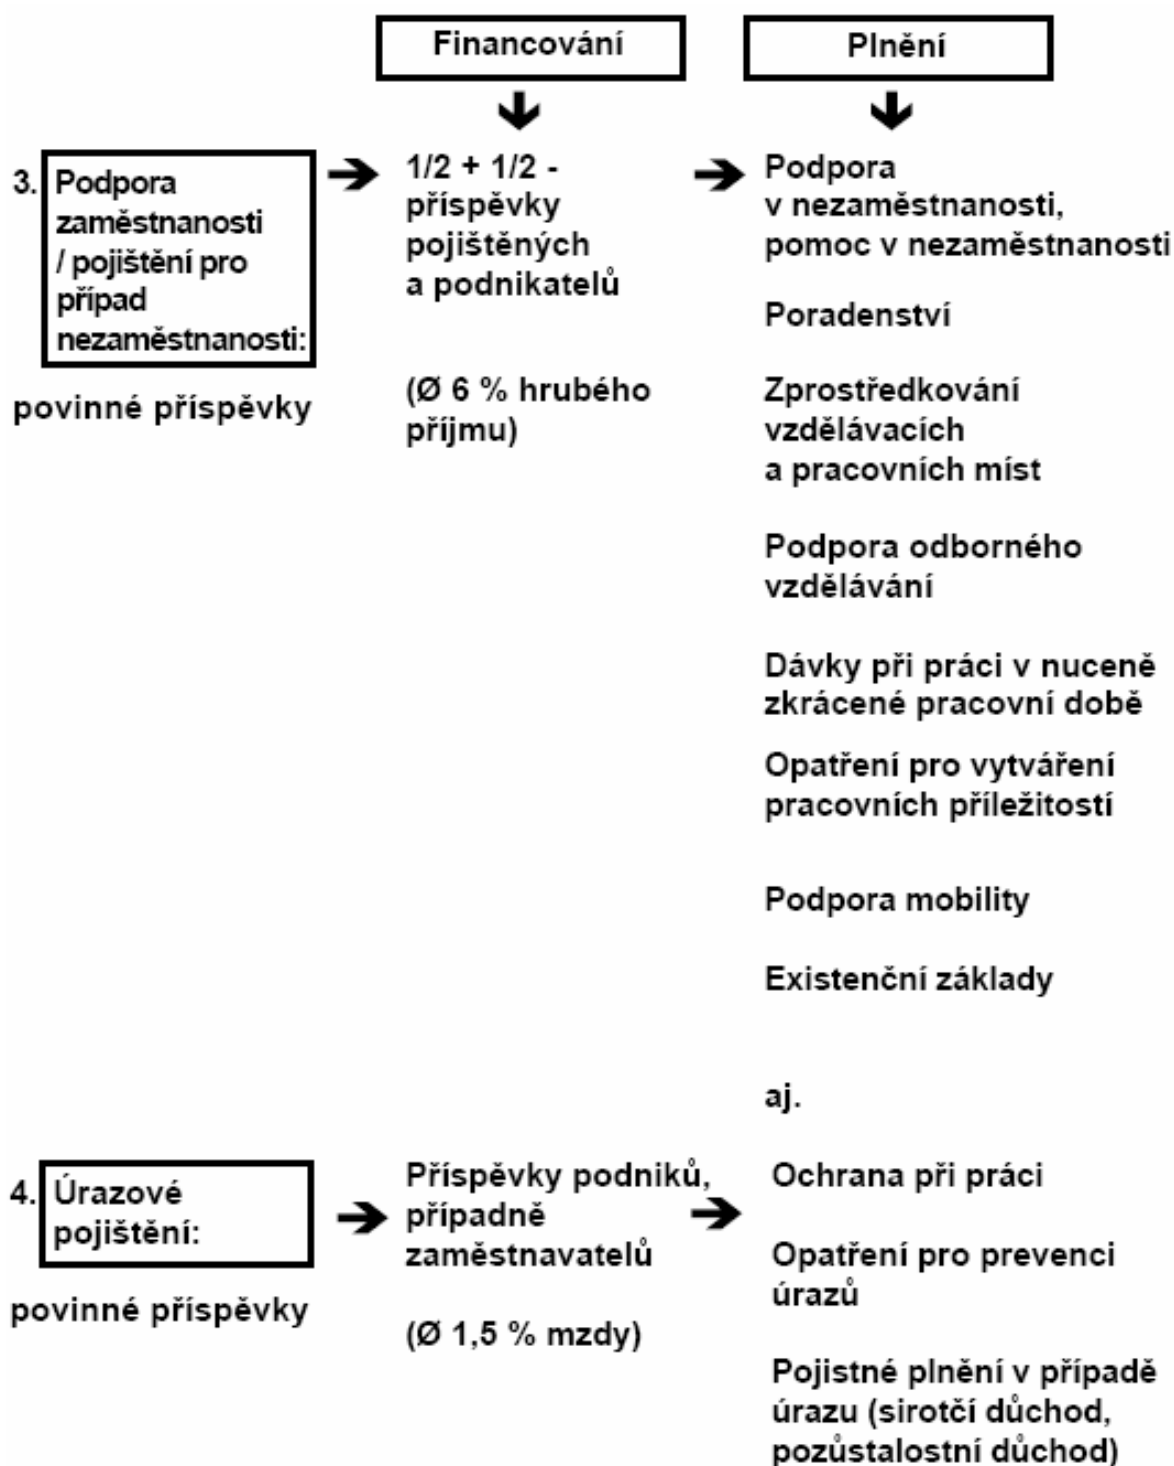 Financování
Plnění
3. Podpora
zaměstnanosti
/ pojištění pro
případ
nezaměstnanosti:
povinné příspěvky
1/2 + 1/2 -
příspěvky
pojištěných
a podnikatelů
(Ø 6 % hrubého
příjmu)
Podpora
v nezaměstnanosti,
pomoc v nezaměstnanosti
Poradenství
Zprostředkování
vzdělávacích
a pracovních míst
Podpora odborného
vzdělávání
Dávky při práci v nuceně
zkrácené pracovní době
Opatření pro vytváření
pracovních příležitostí
Podpora mobility
Existenční základy
aj.
4. Úrazové
pojištění:
povinné příspěvky
Příspěvky podniků,
případně
zaměstnavatelů
(Ø 1,5 % mzdy)
Ochrana při práci
Opatření pro prevenci
úrazů
Pojistné plnění v případě
úrazu (sirotčí důchod,
pozůstalostní důchod)